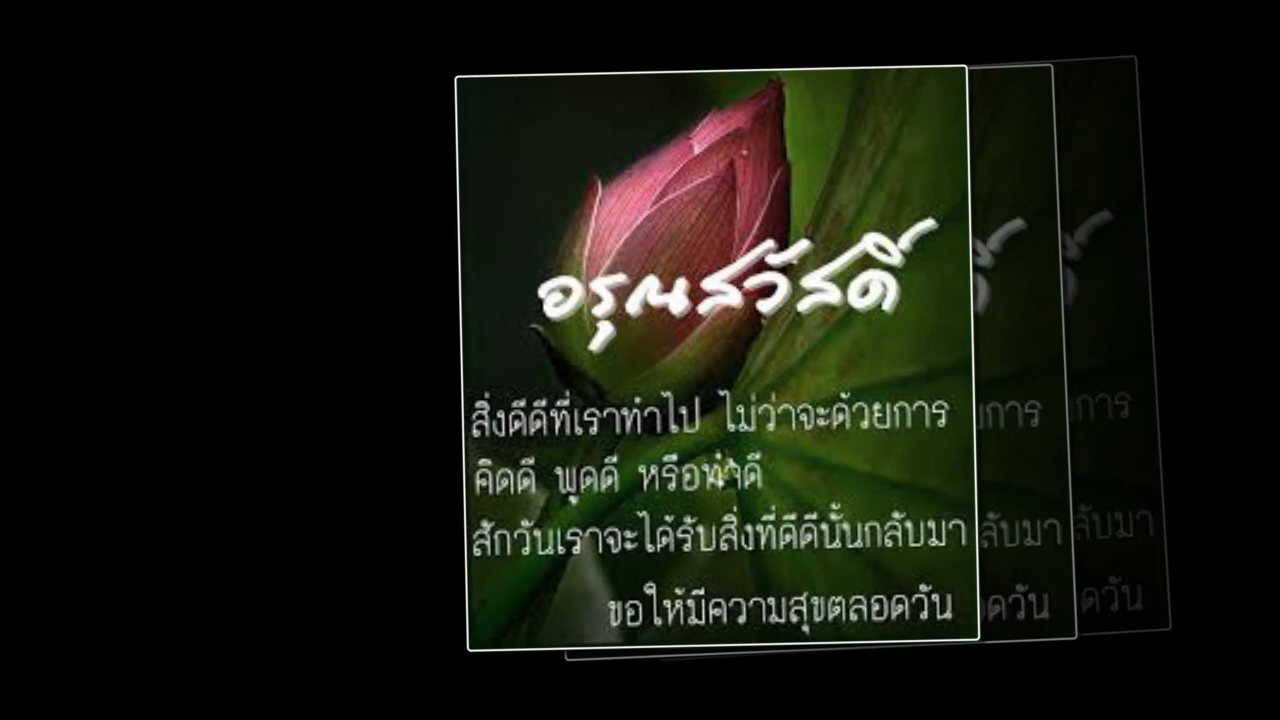 อรุณสวัสดิ์
สิ่งดีดีที่เราทำไป ไม่ว่าจะด้วยการ
คิดดี พูดดี หรือทำดี
สักวันเราจะได้รับสิ่งที่ดีดีนั้นกลับมา
ขอให้มีความสุขตลอดวัน